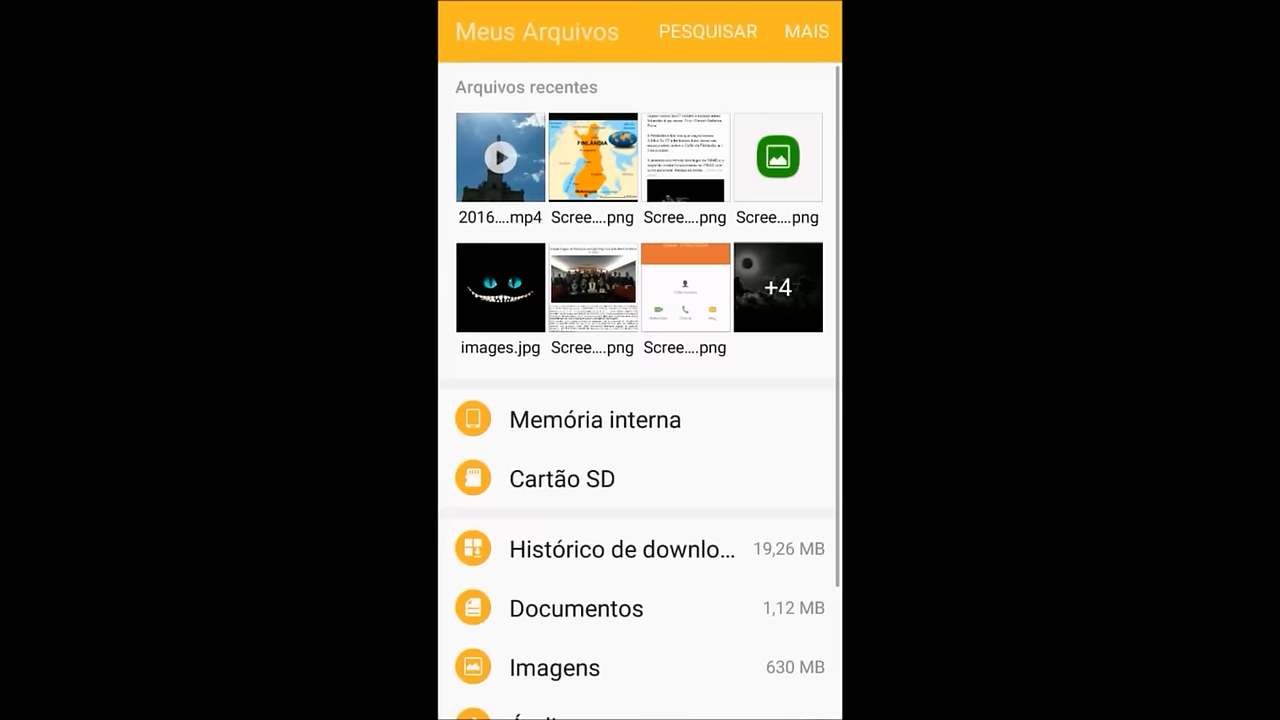 Meus Arquivos PESQUISAR MAIS
Arquivos recentes
FINLÂNDIA
2016....mp4 Scree....png Scree....png Scree....png
+4
images.jpg Scree....png Scree....png
Memória interna
Cartão SD
Histórico de downlo... 19,26 MB
Documentos 1,12 MB
Imagens 630 MB